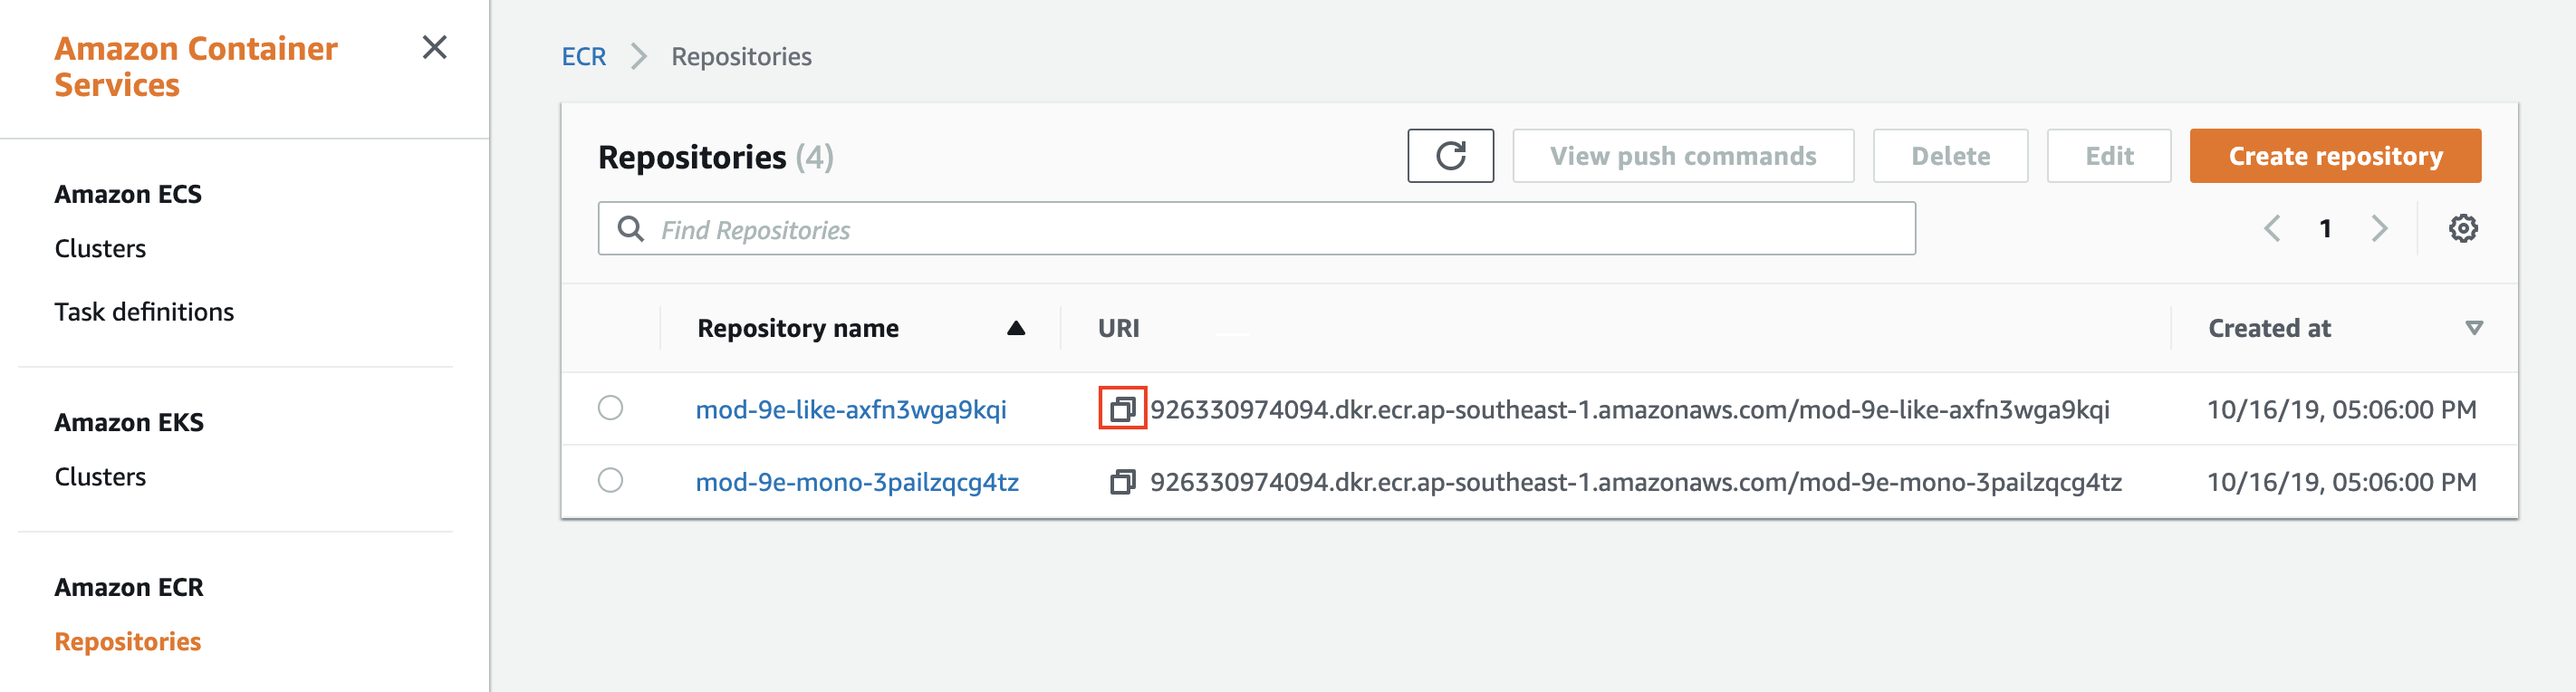 Amazon Container
Services
Amazon ECS
Clusters
Task definitions
Amazon EKS
Clusters
Amazon ECR
Repositories
ECR > Repositories
Repositories (4)
View push commands
Delete
Edit
Create repository
Find Repositories
1
Repository name URI Created at
mod-9e-like-axfn3wga9kqi 926330974094.dkr.ecr.ap-southeast-1.amazonaws.com/mod-9e-like-axfn3wga9kqi 10/16/19, 05:06:00 PM
mod-9e-mono-3pailzqcg4tz 926330974094.dkr.ecr.ap-southeast-1.amazonaws.com/mod-9e-mono-3pailzqcg4tz 10/16/19, 05:06:00 PM